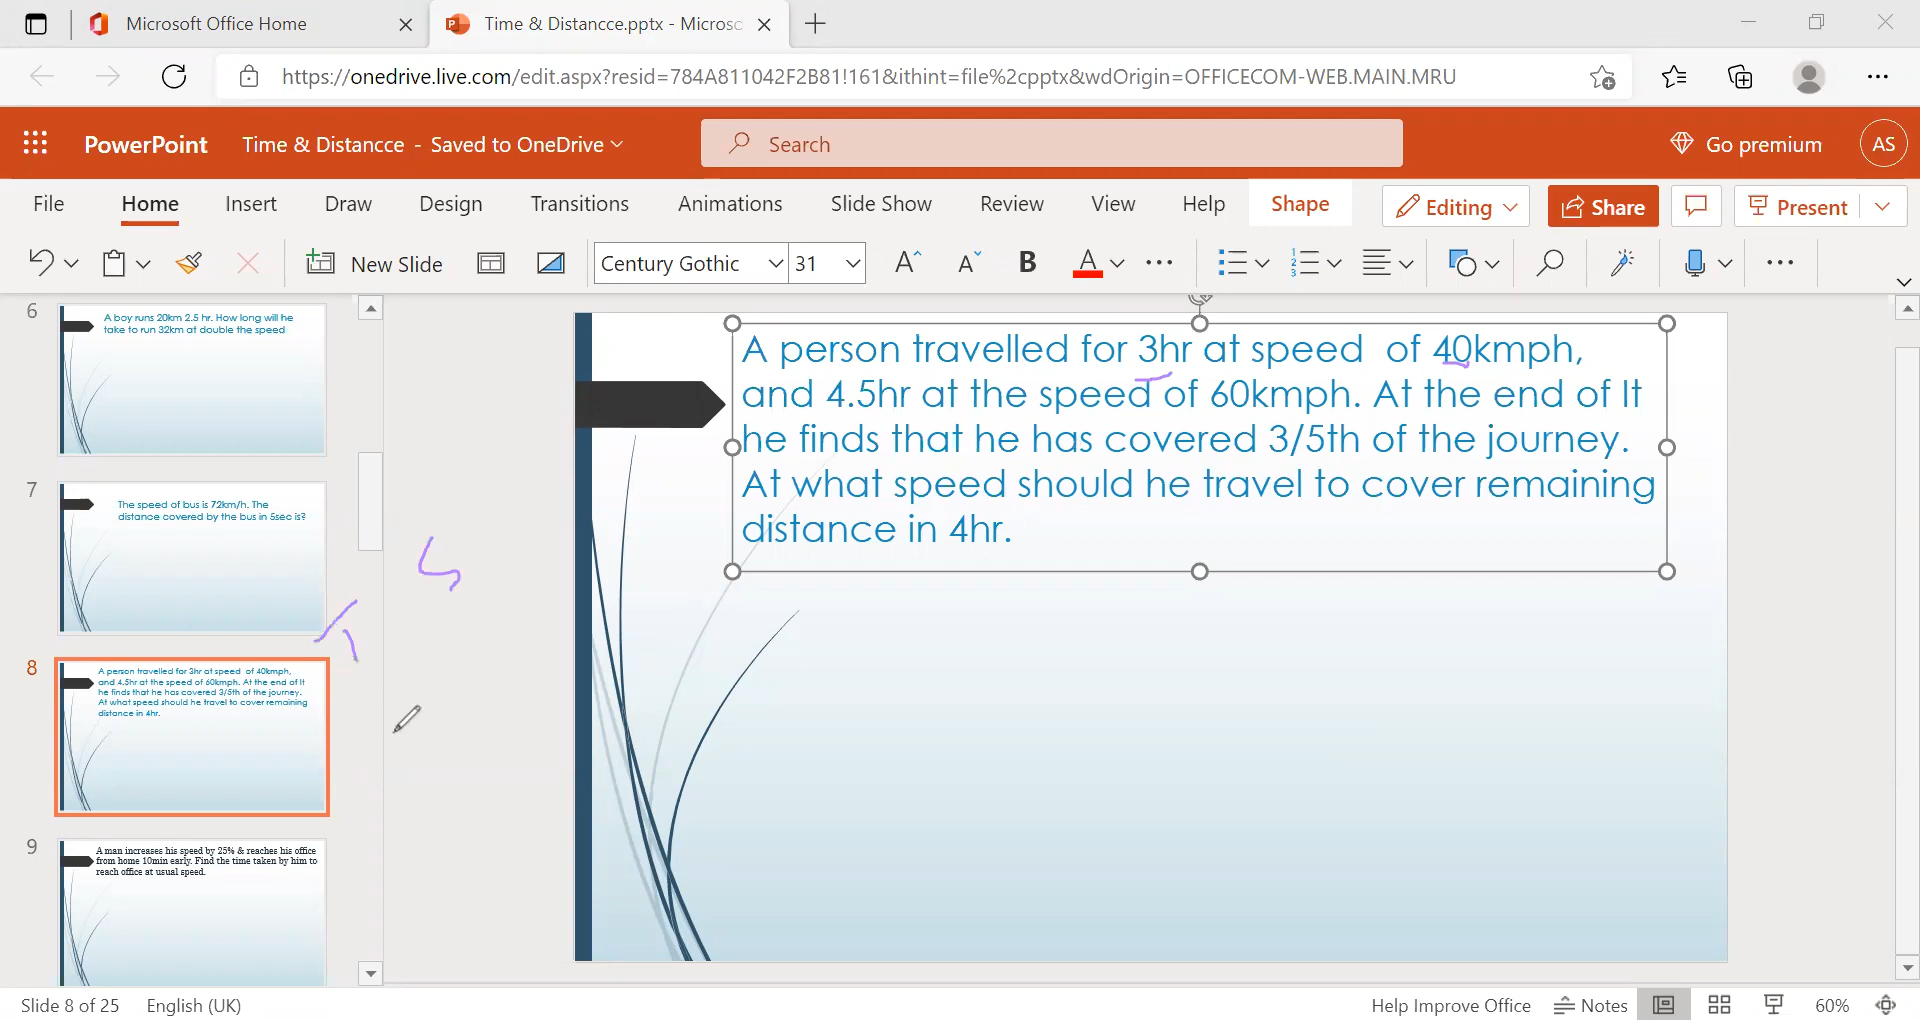 Microsoft Office Home
Time & Distancce.pptx - Microsc
https://onedrive.live.com/edit.aspx?resid=784A811042F2B81!161&ithint=file%2cpptx&wdOrigin=OFFICECOM-WEB.MAIN.MRU
PowerPoint Time & Distancce - Saved to OneDrive Search Go premium AS
File Home Insert Draw Design Transitions Animations Slide Show Review View Help Shape Editing Share Present
New Slide Century Gothic 31 B A
6
A boy runs 20km 2.5 hr. How long will he
take to run 32km at double the speed
7
The speed of bus is 72km/h. The
distance covered by the bus in 5sec is?
8
A person travelled for 3hr at speed of 40kmph,
and 4.5hr at the speed of 60kmph. At the end of It
he finds that he has covered 3/5th of the journey.
At what speed should he travel to cover remaining
distance in 4hr.
9
A man increases his speed by 25% & reaches his office
from home 10min early. Find the time taken by him to
reach office at usual speed.
A person travelled for 3hr at speed of 40kmph,
and 4.5hr at the speed of 60kmph. At the end of It
he finds that he has covered 3/5th of the journey.
At what speed should he travel to cover remaining
distance in 4hr.
Slide 8 of 25 English (UK) Help Improve Office Notes 60%